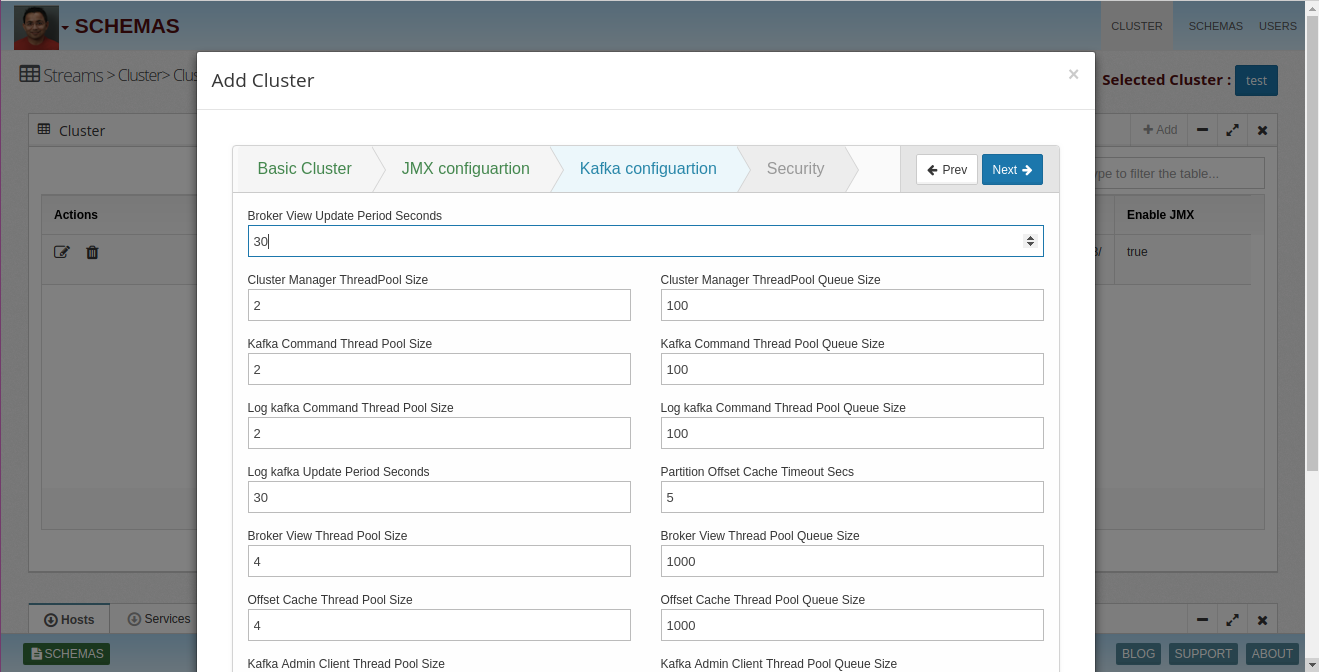 SCHEMAS
CLUSTER SCHEMAS USERS
Streams > Cluster> Clus
Selected Cluster : test
Add Cluster ×
Cluster
Add
Basic Cluster JMX configuartion Kafka configuartion Security Prev Next
ype to filter the table...
Actions
Enable JMX
Broker View Update Period Seconds
30
3/ true
Cluster Manager ThreadPool Size Cluster Manager ThreadPool Queue Size
2 100
Kafka Command Thread Pool Size Kafka Command Thread Pool Queue Size
2 100
Log kafka Command Thread Pool Size Log kafka Command Thread Pool Queue Size
2 100
Log kafka Update Period Seconds Partition Offset Cache Timeout Secs
30 5
Broker View Thread Pool Size Broker View Thread Pool Queue Size
4 1000
Offset Cache Thread Pool Size Offset Cache Thread Pool Queue Size
4 1000
Hosts Services
Kafka Admin Client Thread Pool Size Kafka Admin Client Thread Pool Queue Size
SCHEMAS BLOG SUPPORT ABOUT